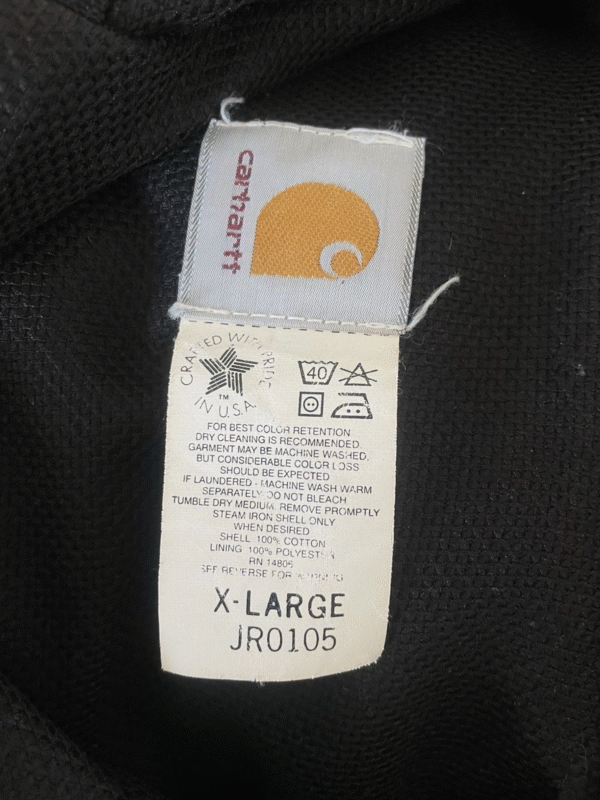 carhartt
CRAFTED WITH PRIDE
IN U.S.A.
TM
40
FOR BEST COLOR RETENTION
DRY CLEANING IS RECOMMENDED.
GARMENT MAY BE MACHINE WASHED,
BUT CONSIDERABLE COLOR LOSS
SHOULD BE EXPECTED
IF LAUNDERED - MACHINE WASH WARM
SEPARATELY DO NOT BLEACH
TUMBLE DRY MEDIUM, REMOVE PROMPTLY
STEAM IRON SHELL ONLY
WHEN DESIRED
SHELL 100% COTTON
LINING 100% POLYESTER
RN 14806
SEE REVERSE FOR
X-LARGE
JR0105